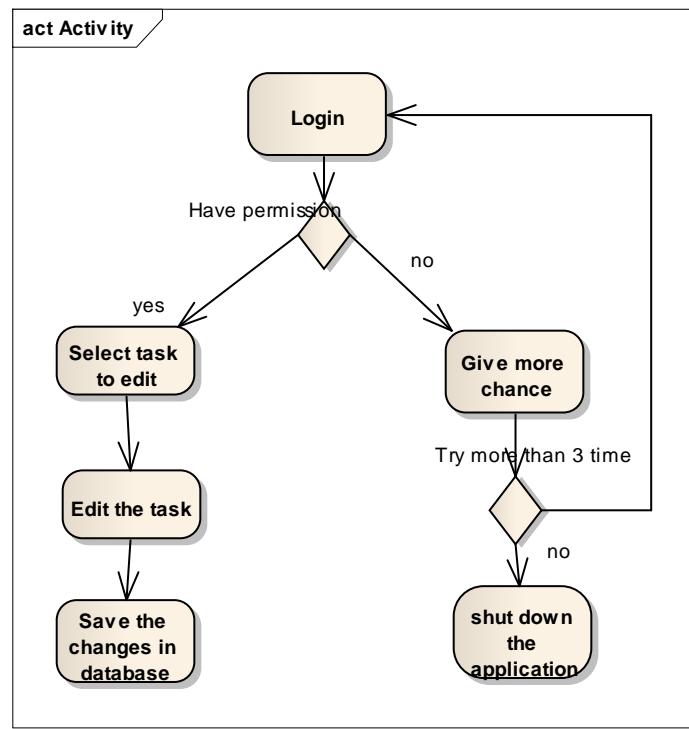 act Activity
Login
Have permission
no
yes
Select task
to edit
Give more
chance
Try more than 3 time
Edit the task
no
Save the
changes in
database
shut down
the
application